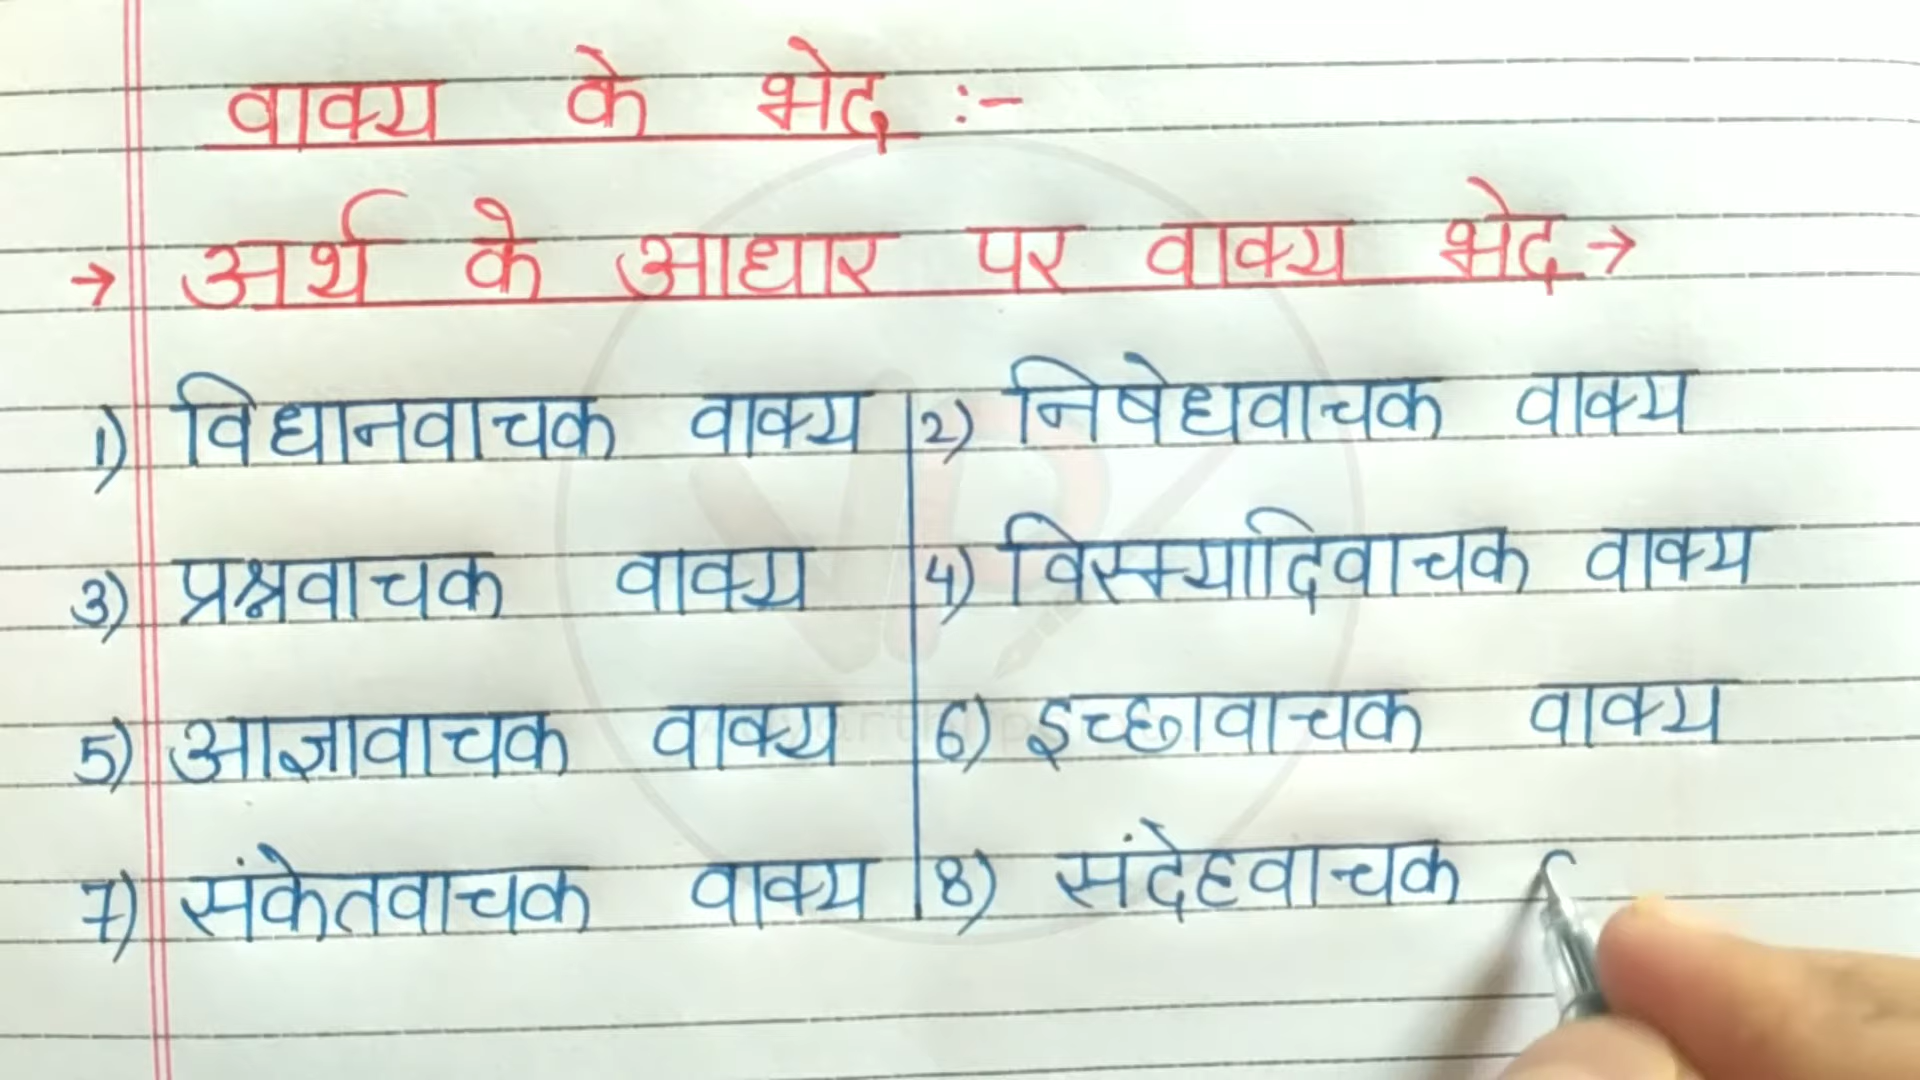 वाक्य के भेद :-
→ अर्थ के आधार पर वाक्य भेद →
1) विधानवाचक वाक्य 2) निषेधवाचक वाक्य
3) प्रश्नवाचक वाक्य 4) विस्मयादिवाचक वाक्य
5) आज्ञावाचक वाक्य 6) इच्छावाचक वाक्य
7) संकेतवाचक वाक्य 8) संदेहवाचक